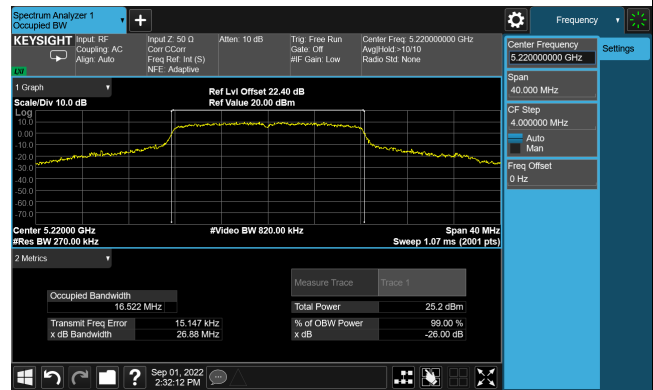 Spectrum Analyzer 1
Occupied BW
Frequency
KEYSIGHT
Input: RF
Coupling: AC
Align: Auto
Input Z: 50 Ω
Corr CCorr
Freq Ref: Int (S)
NFE: Adaptive
Atten: 10 dB
Trig: Free Run
Gate: Off
#IF Gain: Low
Center Freq: 5.220000000 GHz
Avg|Hold:>10/10
Radio Std: None
LXI
Center Frequency
5.220000000 GHz
Settings
Span
40.000 MHz
CF Step
4.000000 MHz
Auto
Man
Freq Offset
0 Hz
1 Graph
Scale/Div 10.0 dB
Ref Lvl Offset 22.40 dB
Ref Value 20.00 dBm
Log
10.0
0.00
-10.0
-20.0
-30.0
-40.0
-50.0
-60.0
-70.0
Center 5.22000 GHz
#Video BW 820.00 kHz
Span 40 MHz
#Res BW 270.00 kHz
Sweep 1.07 ms (2001 pts)
2 Metrics
Measure Trace
Trace 1
Occupied Bandwidth
16.522 MHz
Total Power
25.2 dBm
Transmit Freq Error
15.147 kHz
% of OBW Power
99.00 %
x dB Bandwidth
26.88 MHz
x dB
-26.00 dB
Sep 01, 2022
2:32:12 PM